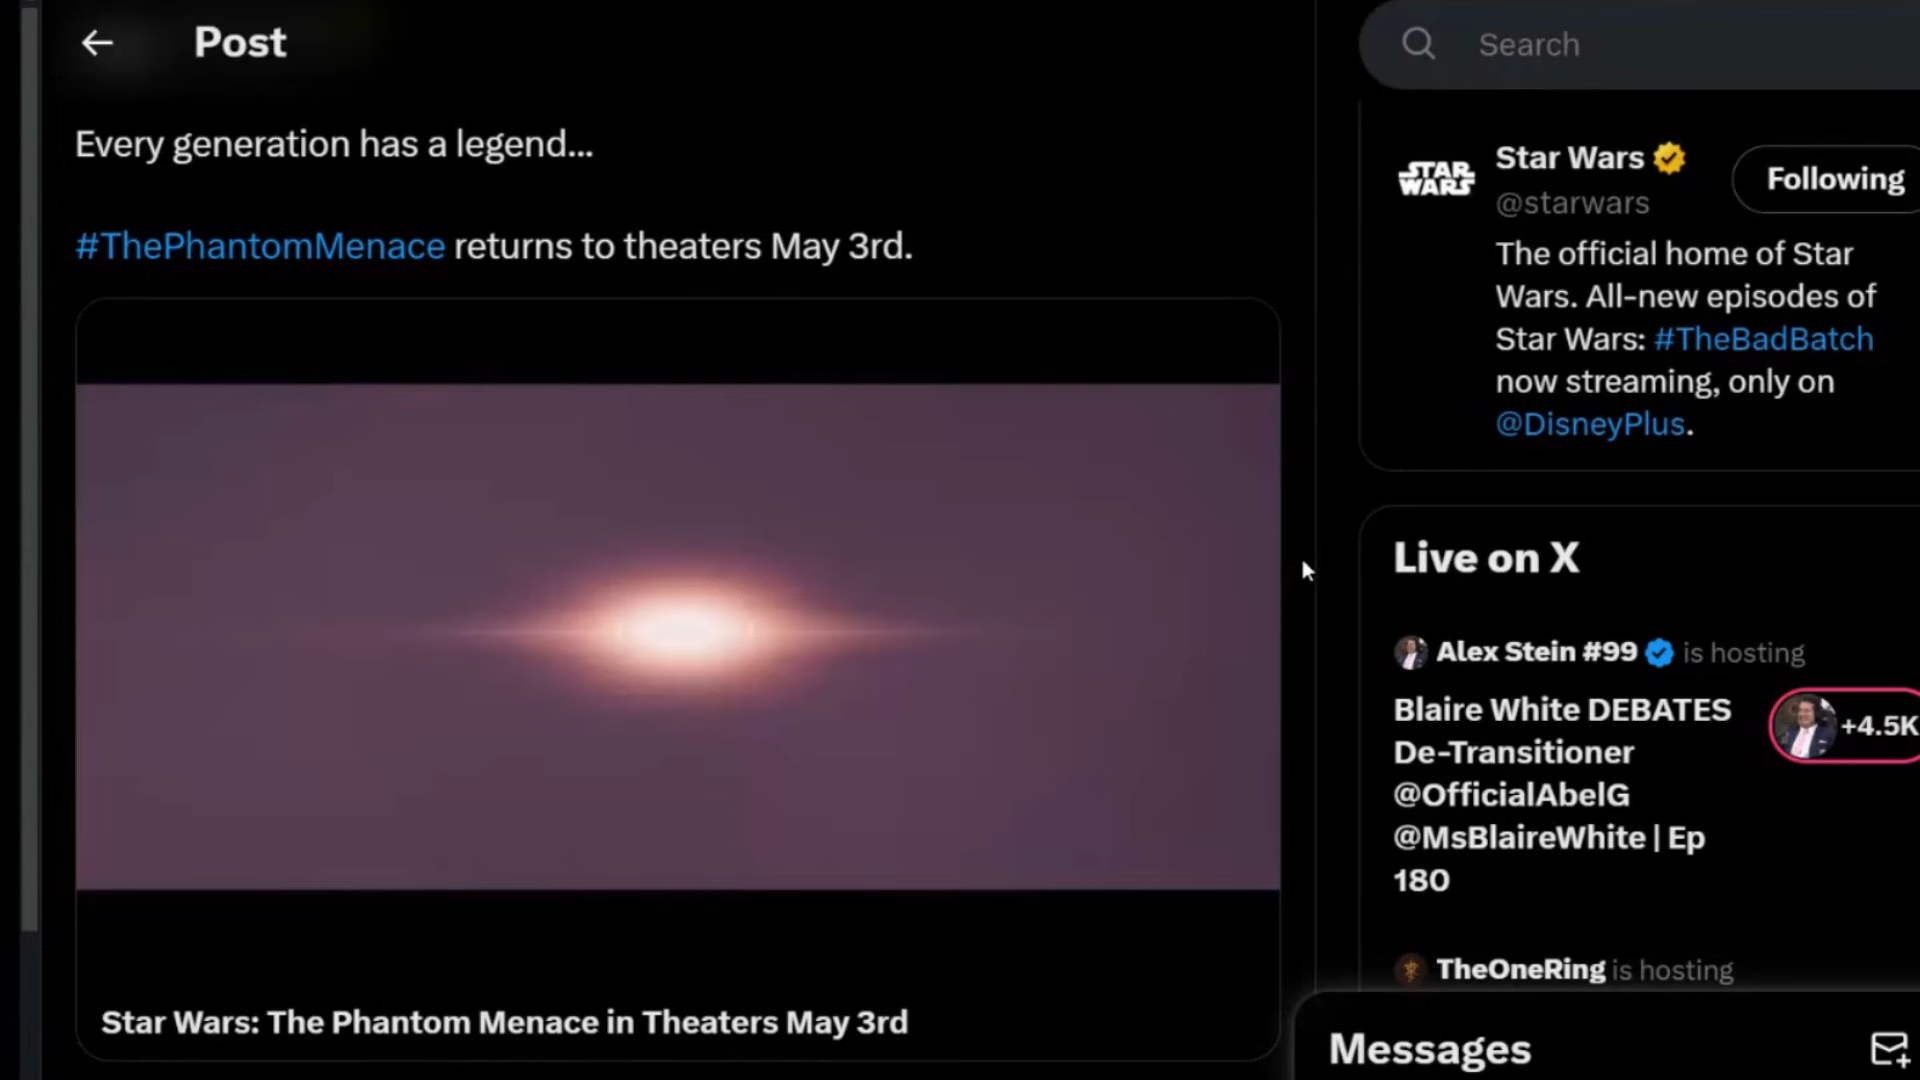 Post
Every generation has a legend...
#ThePhantomMenace returns to theaters May 3rd.
Star Wars: The Phantom Menace in Theaters May 3rd
Search
STAR
WARS
Star Wars
@starwars
Following
The official home of Star
Wars. All-new episodes of
Star Wars: #TheBadBatch
now streaming, only on
@DisneyPlus.
Live on X
Alex Stein #99 is hosting
Blaire White DEBATES
De-Transitioner
@OfficialAbelG
@MsBlaireWhite | Ep
180
+4.5K
TheOneRing is hosting
Messages